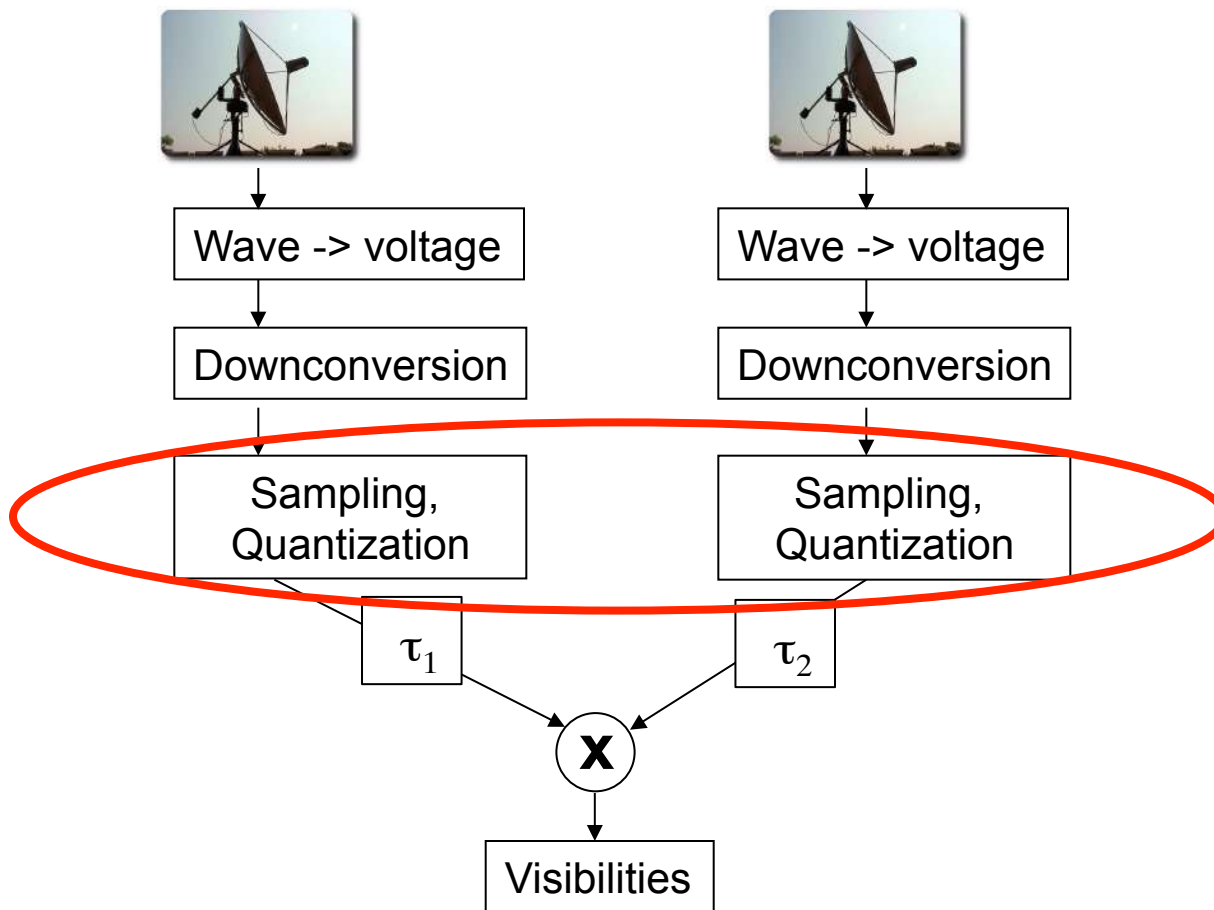 Wave -> voltage
Wave -> voltage
Downconversion
Downconversion
Sampling,
Quantization
Sampling,
Quantization
τ₁
τ₂
x
Visibilities